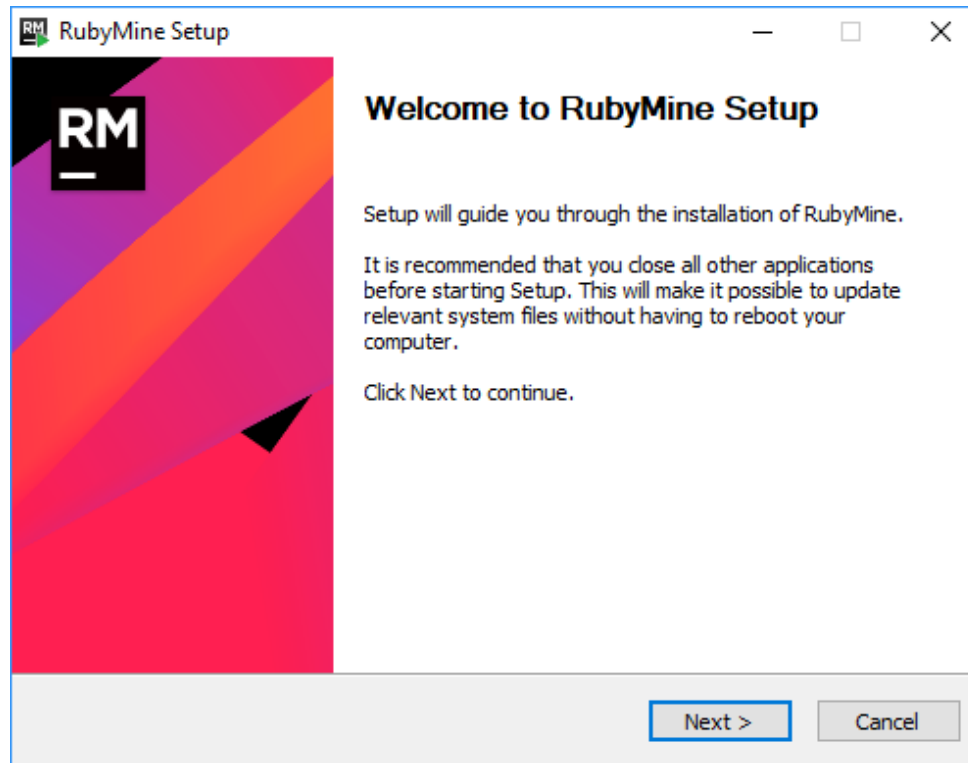 RM RubyMine Setup
RM
Welcome to RubyMine Setup
Setup will guide you through the installation of RubyMine.
It is recommended that you close all other applications
before starting Setup. This will make it possible to update
relevant system files without having to reboot your
computer.
Click Next to continue.
Next >
Cancel